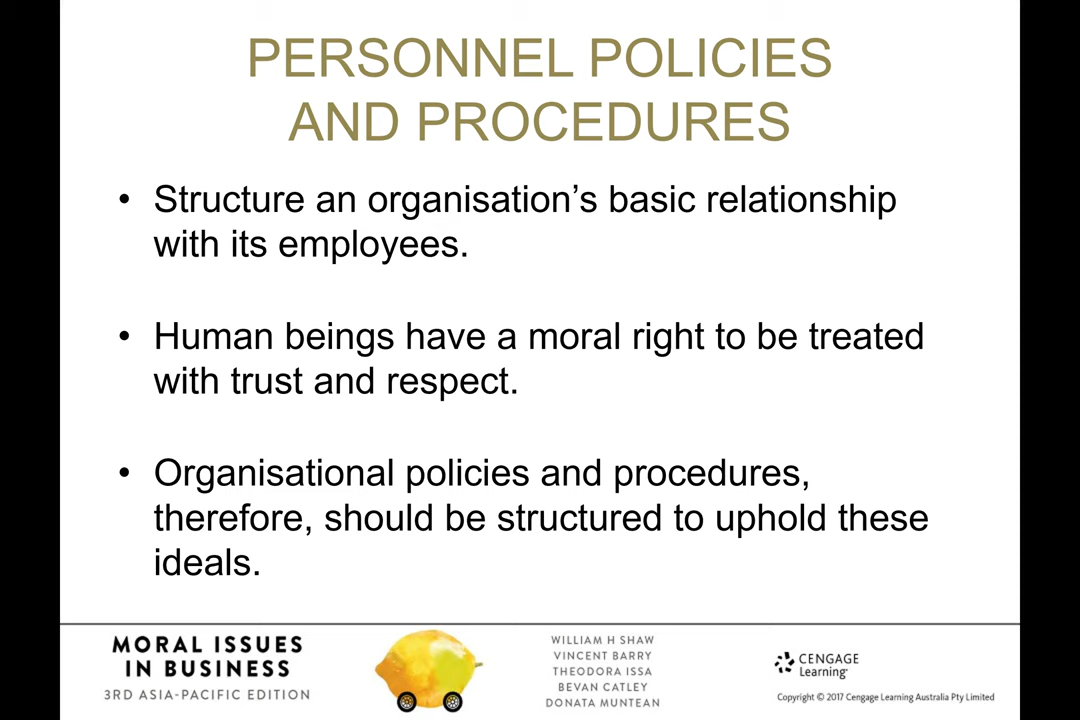 PERSONNEL POLICIES
AND PROCEDURES
• Structure an organisation’s basic relationship
with its employees.
• Human beings have a moral right to be treated
with trust and respect.
• Organisational policies and procedures,
therefore, should be structured to uphold these
ideals.
MORAL ISSUES
IN BUSINESS
3RD ASIA-PACIFIC EDITION
WILLIAM H SHAW
VINCENT BARRY
THEODORA ISSA
BEVAN CATLEY
DONATA MUNTEAN
CENGAGE
Learning™
Copyright © 2017 Cengage Learning Australia Pty Limited